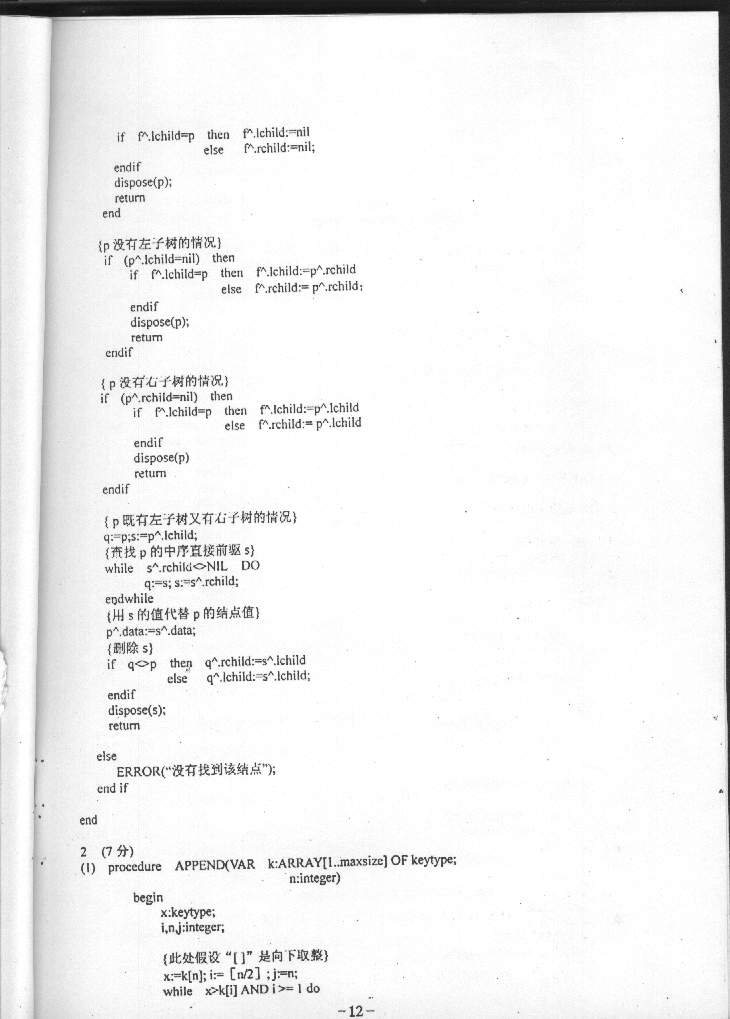 if f^.lchild=p then f^.lchild:=nil
else f^.rchild:=nil;
endif
dispose(p);
return
end
{p 没有左子树的情况}
if (p^.lchild=nil) then
if f^.lchild=p then f^.lchild:=p^.rchild
else f^.rchild:= p^.rchild;
endif
dispose(p);
return
endif
{ p 没有右子树的情况}
if (p^.rchild=nil) then
if f^.lchild=p then f^.lchild:=p^.lchild
else f^.rchild:= p^.lchild
endif
dispose(p)
return
endif
{ p 既有左子树又有右子树的情况}
q:=p;s:=p^.lchild;
{查找 p 的中序直接前驱 s}
while s^.rchild<>NIL DO
q:=s; s:=s^.rchild;
endwhile
{用 s 的值代替 p 的结点值}
p^.data:=s^.data;
{删除 s}
if q<>p then q^.rchild:=s^.lchild
else q^.lchild:=s^.lchild;
endif
dispose(s);
return
else
ERROR(“没有找到该结点”);
end if
end
2 (7 分)
(1) procedure APPEND(VAR k:ARRAY[1..maxsize] OF keytype;
n:integer)
begin
x:keytype;
i,n,j:integer;
{此处假设“[ ]”是向下取整}
x:=k[n]; i:= [n/2] ; j:=n;
while x>k[i] AND i >= 1 do
-12-